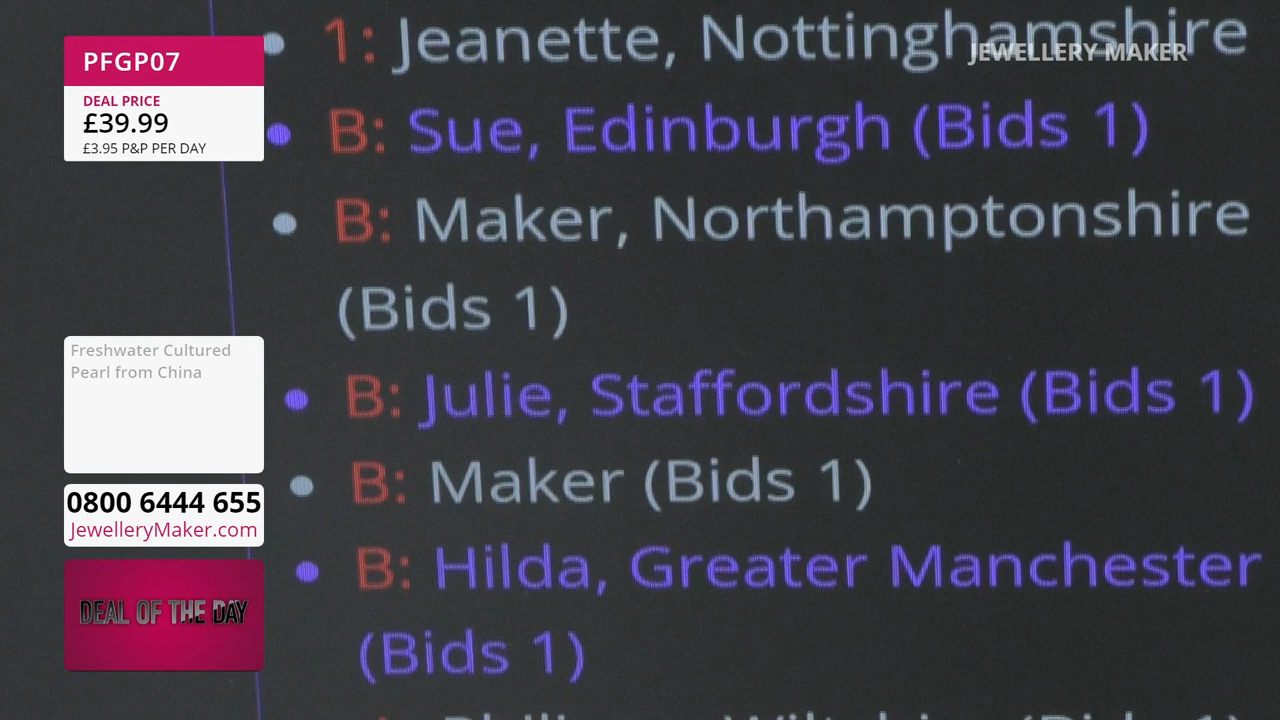 PFGP07
DEAL PRICE
£39.99
£3.95 P&P PER DAY
Freshwater Cultured
Pearl from China
0800 6444 655
JewelleryMaker.com
DEAL OF THE DAY
JEWELLERY MAKER
• 1: Jeanette, Nottinghamshire
• B: Sue, Edinburgh (Bids 1)
• B: Maker, Northamptonshire
(Bids 1)
• B: Julie, Staffordshire (Bids 1)
• B: Maker (Bids 1)
• B: Hilda, Greater Manchester
(Bids 1)